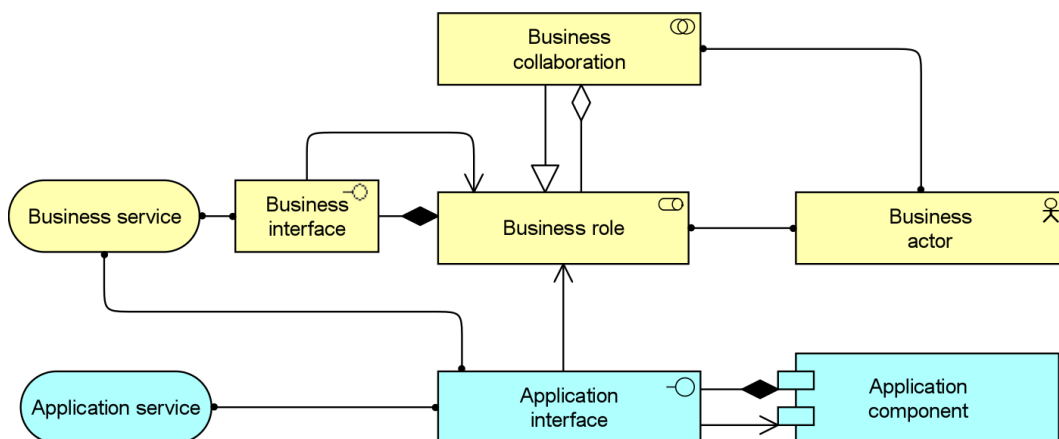 Business
collaboration
Business service
Business
interface
Business role
Business
actor
Application service
Application
interface
Application
component